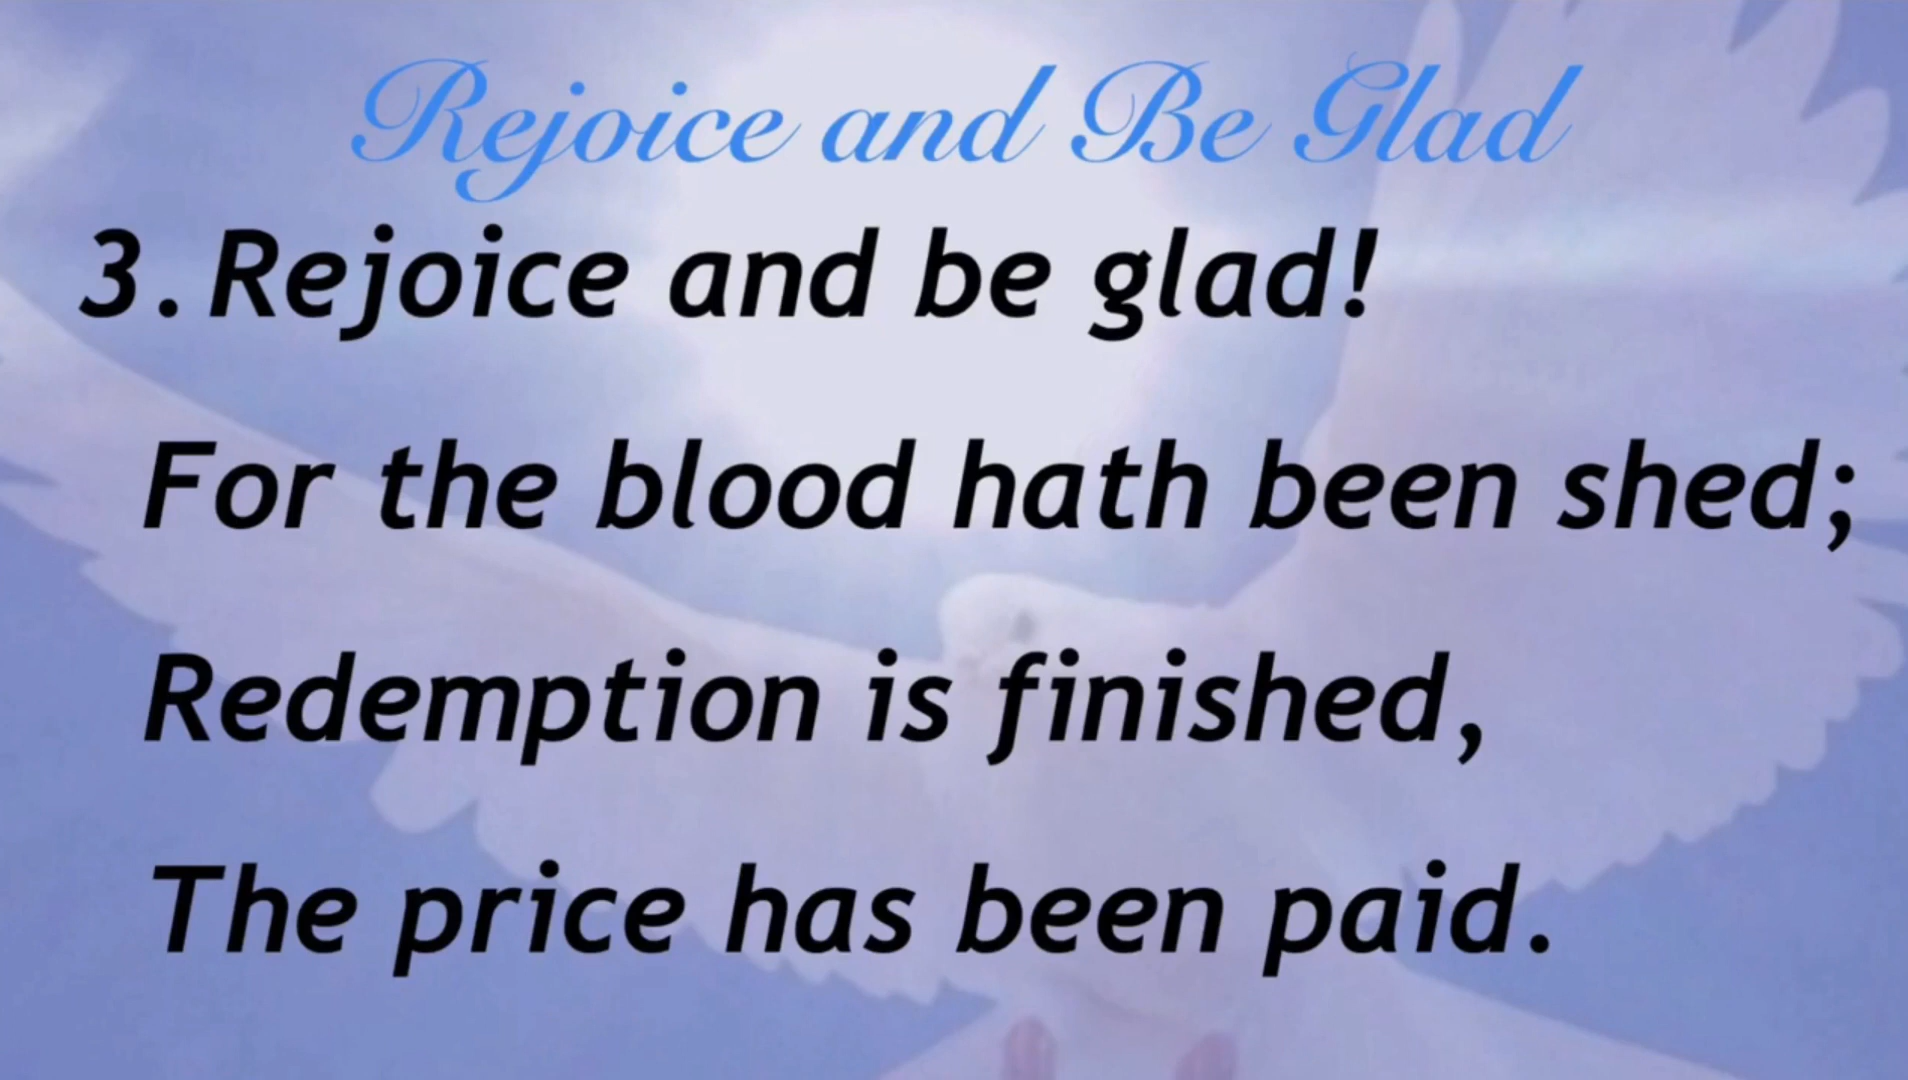 Rejoice and Be Glad
3. Rejoice and be glad!
For the blood hath been shed;
Redemption is finished,
The price has been paid.